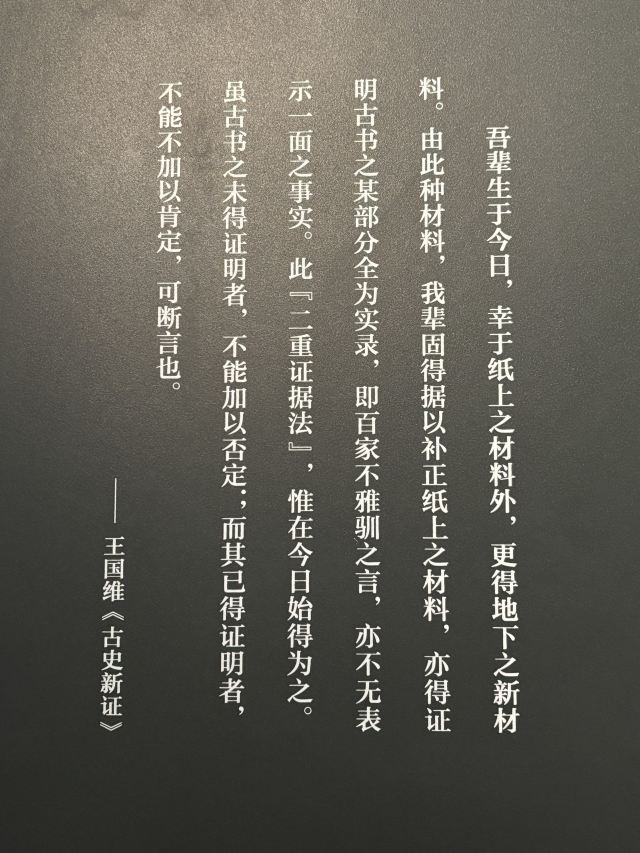 吾辈生于今日，幸于纸上之材料外，更得地下之新材
料。由此种材料，我辈固得据以补正纸上之材料，亦得证
明古书之某部分全为实录，即百家不雅驯之言，亦不无表
示一面之事实。此『二重证据法』，惟在今日始得为之。
虽古书之未得证明者，不能加以否定；而其已得证明者，
不能不加以肯定，可断言也。
——王国维《古史新证》